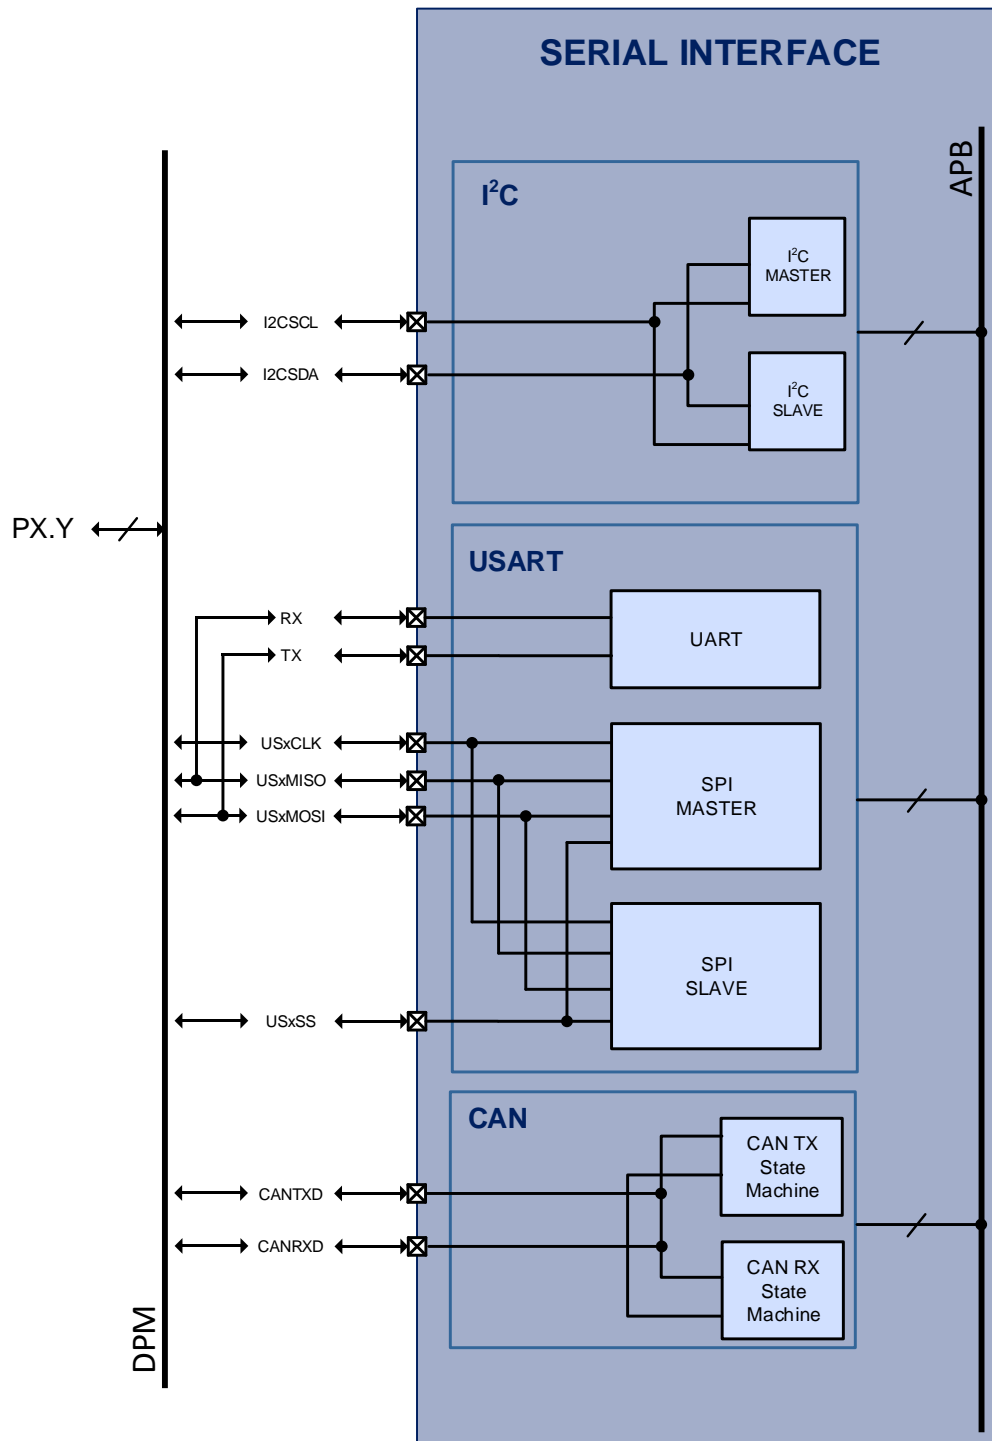 SERIAL INTERFACE
APB
I²C
I²C
MASTER
I2CSCL
I2CSDA
I²C
SLAVE
PX.Y
USART
RX
TX
UART
USxCLK
USxMISO
USxMOSI
SPI
MASTER
SPI
SLAVE
USxSS
CAN
CAN TX
State
Machine
CANTXD
CANRXD
CAN RX
State
Machine
DPM